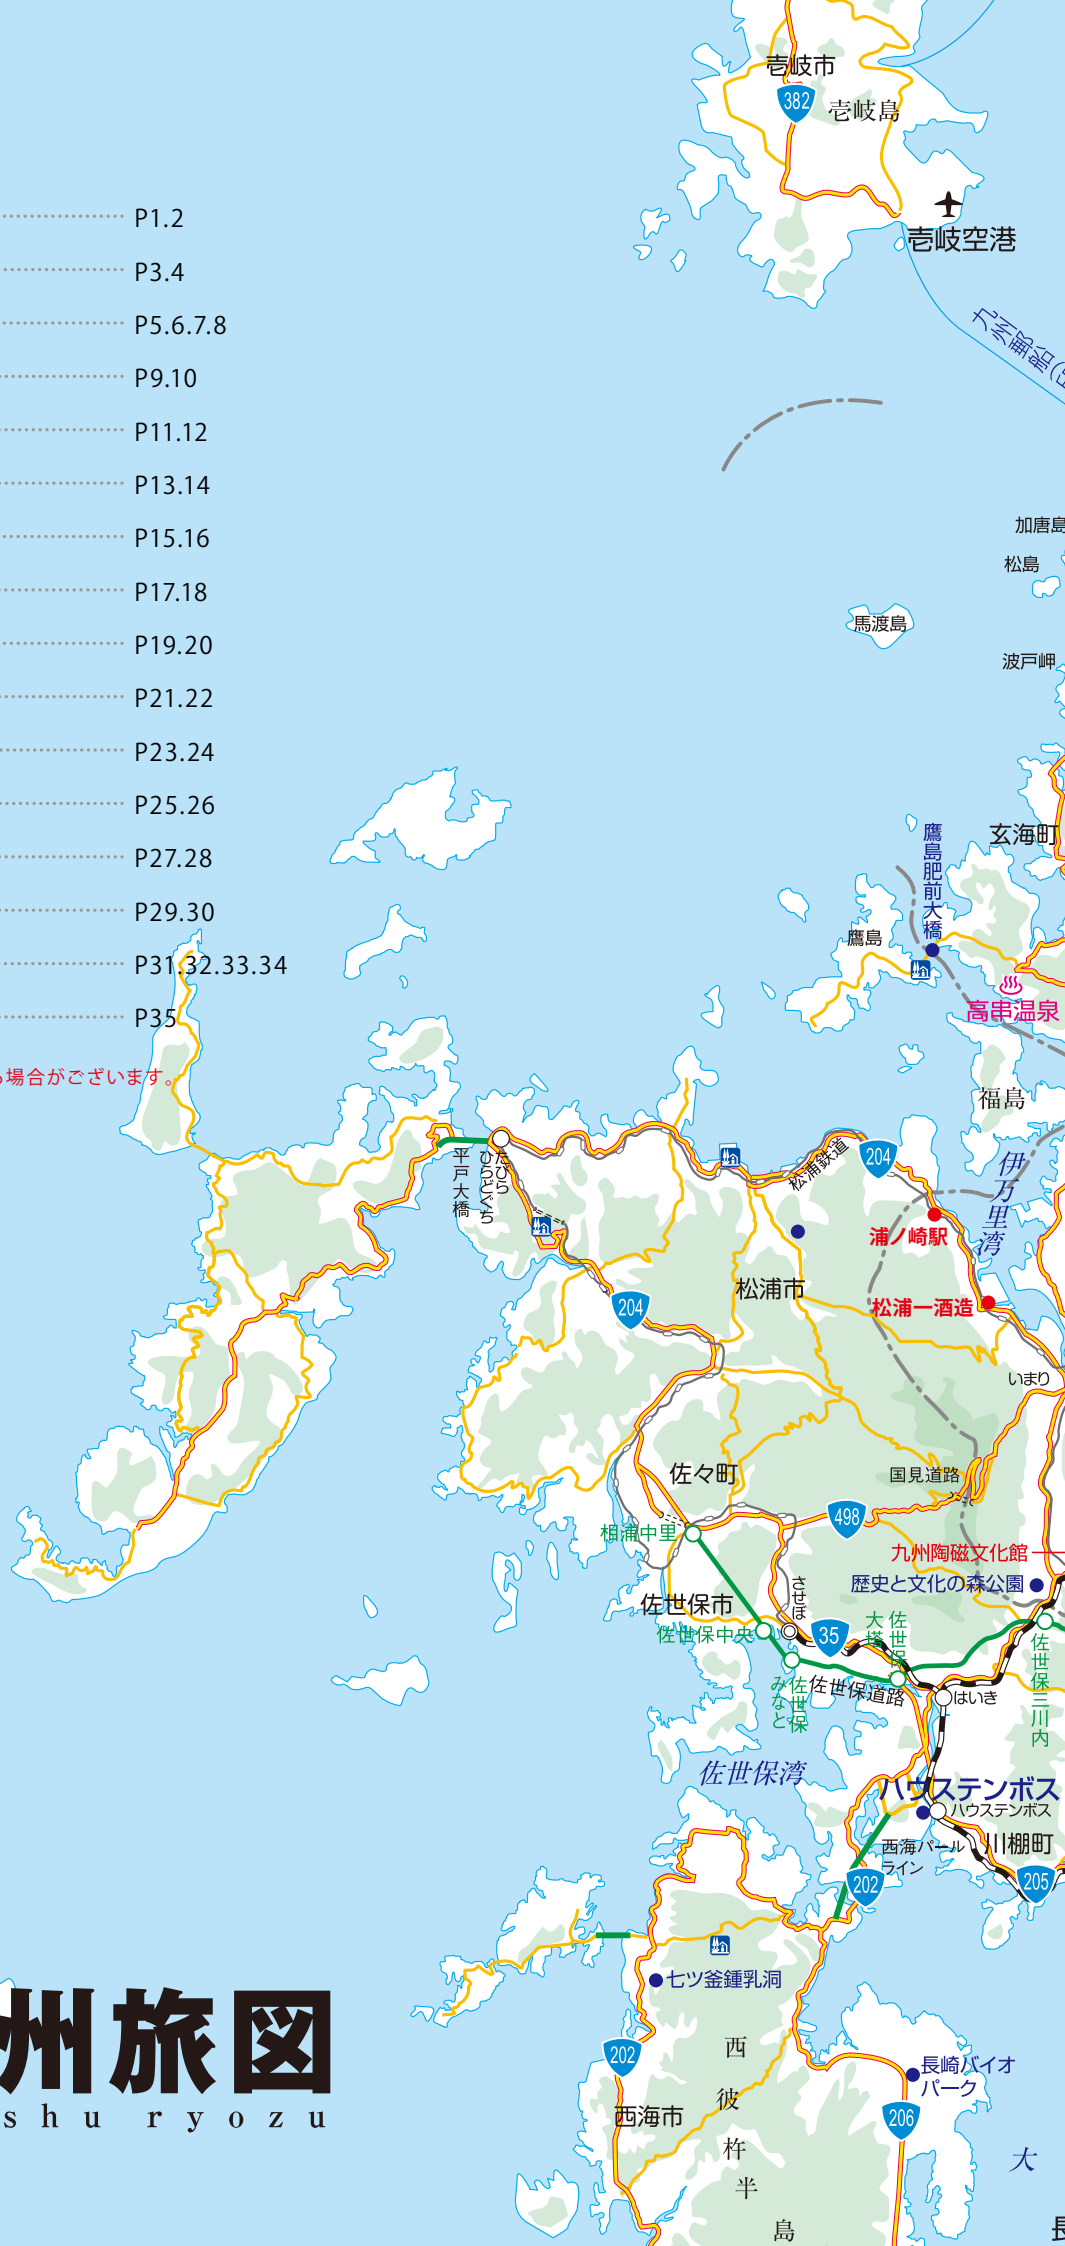 壱岐市
382
壱岐島
P1.2
壱岐空港
P3.4
九州郵船
P5.6.7.8
P9.10
P11.12
P13.14
P15.16
加唐島
松島
P17.18
馬渡島
P19.20
波戸岬
P21.22
P23.24
P25.26
玄海町
鷹島肥前大橋
P27.28
P29.30
鷹島
P31.32.33.34
高串温泉
P35
場合がございます。
福島
平戸大橋
たびら
ひらどぐち
松浦鉄道
204
伊万里湾
浦ノ崎駅
松浦市
204
松浦一酒造
いまり
佐々町
国見道路
498
相浦中里
九州陶磁文化館
歴史と文化の森公園
佐世保市
させぼ
佐世保中央
35
佐世保
大塔
佐世保
みなと
佐世保道路
はいき
佐世保三川内
佐世保湾
ハウステンボス
ハウステンボス
西海パール
ライン
川棚町
202
205
七ツ釜鍾乳洞
州旅図
shu ryozu
202
西彼杵半島
長崎バイオ
パーク
西海市
206
大
長